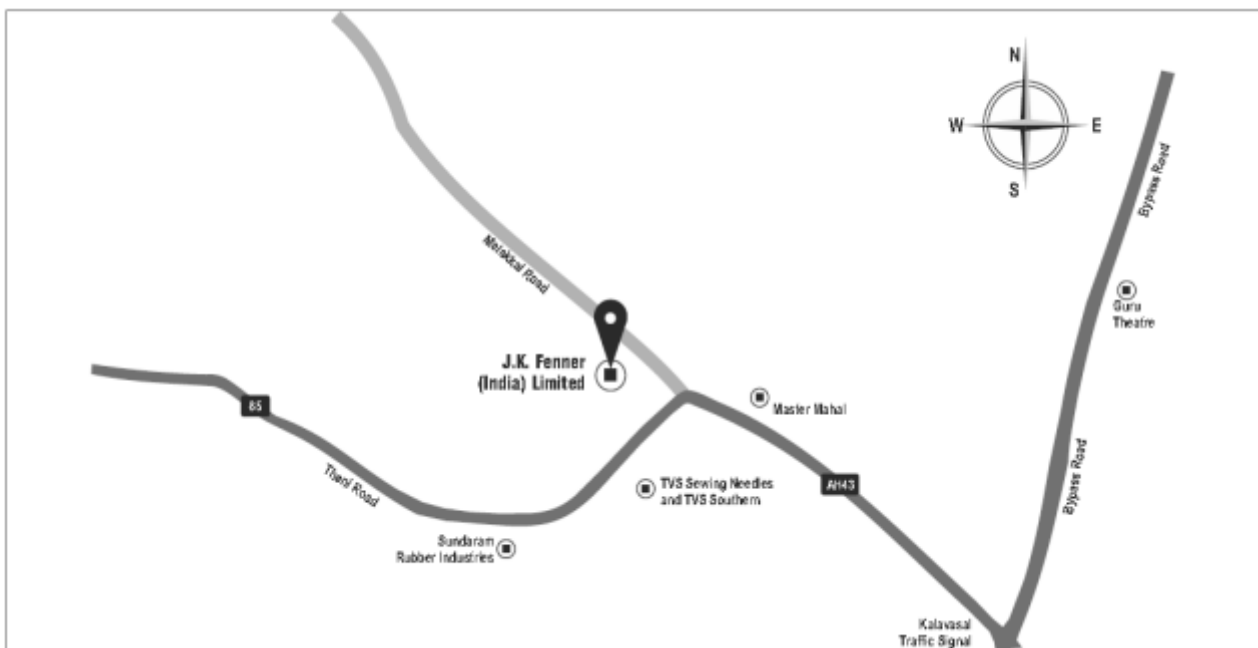 N
W
E
S
Bypass Road
Melakkal Road
Guru
Theatre
J.K. Fenner
(India) Limited
85
Master Mahal
Theni Road
TVS Sewing Needles
and TVS Southern
AH43
Bypass Road
Sundaram
Rubber Industries
Kalavasal
Traffic Signal